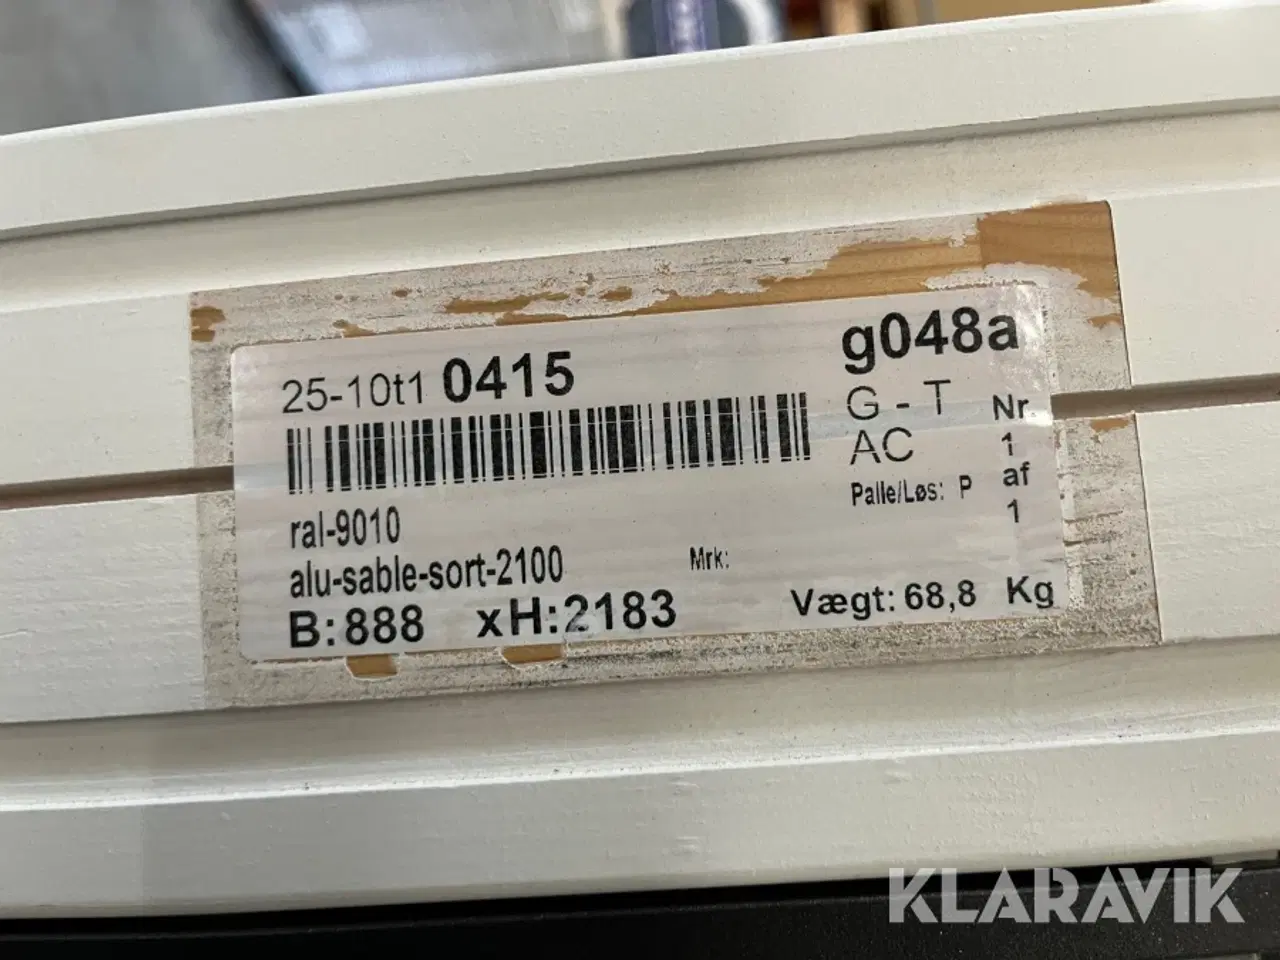 25-10t1 0415
g048a
G - T
AC
Nr.
1
af
1
Palle/Løs: P
ral-9010
alu-sable-sort-2100
Mrk:
B:888 xH:2183
Vægt: 68,8 Kg
KLARAVIK